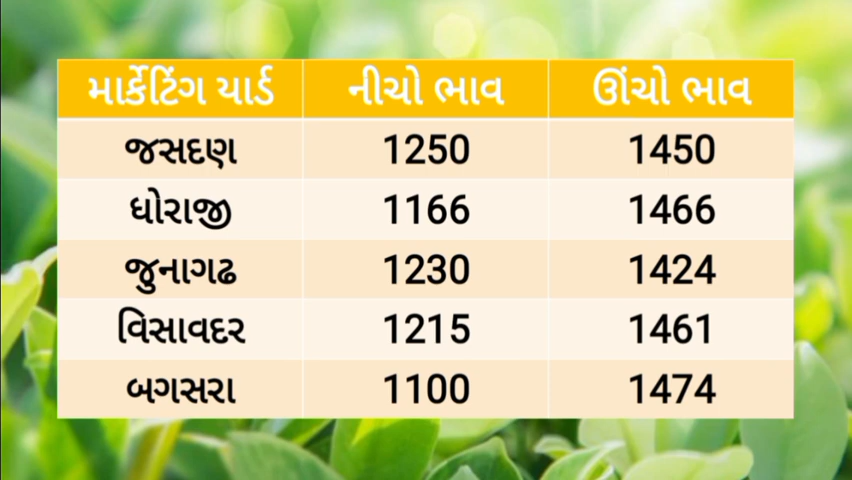 માર્કેટિંગ યાર્ડ નીચો ભાવ ઊંચો ભાવ
જસદણ 1250 1450
ધોરાજી 1166 1466
જુનાગઢ 1230 1424
વિસાવદર 1215 1461
બગસરા 1100 1474